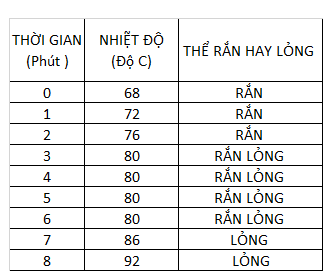 THỜI GIAN (Phút ) NHIỆT ĐỘ (Độ C) THỂ RẮN HAY LỎNG
0 68 RẮN
1 72 RẮN
2 76 RẮN
3 80 RẮN LỎNG
4 80 RẮN LỎNG
5 80 RẮN LỎNG
6 80 RẮN LỎNG
7 86 LỎNG
8 92 LỎNG